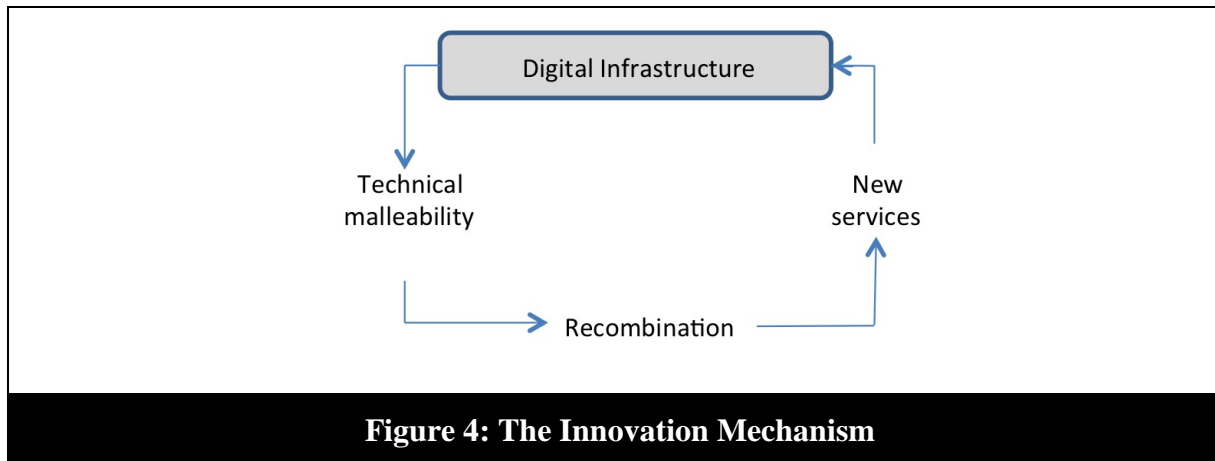 Digital Infrastructure
Technical
malleability
New
services
Recombination
Figure 4: The Innovation Mechanism